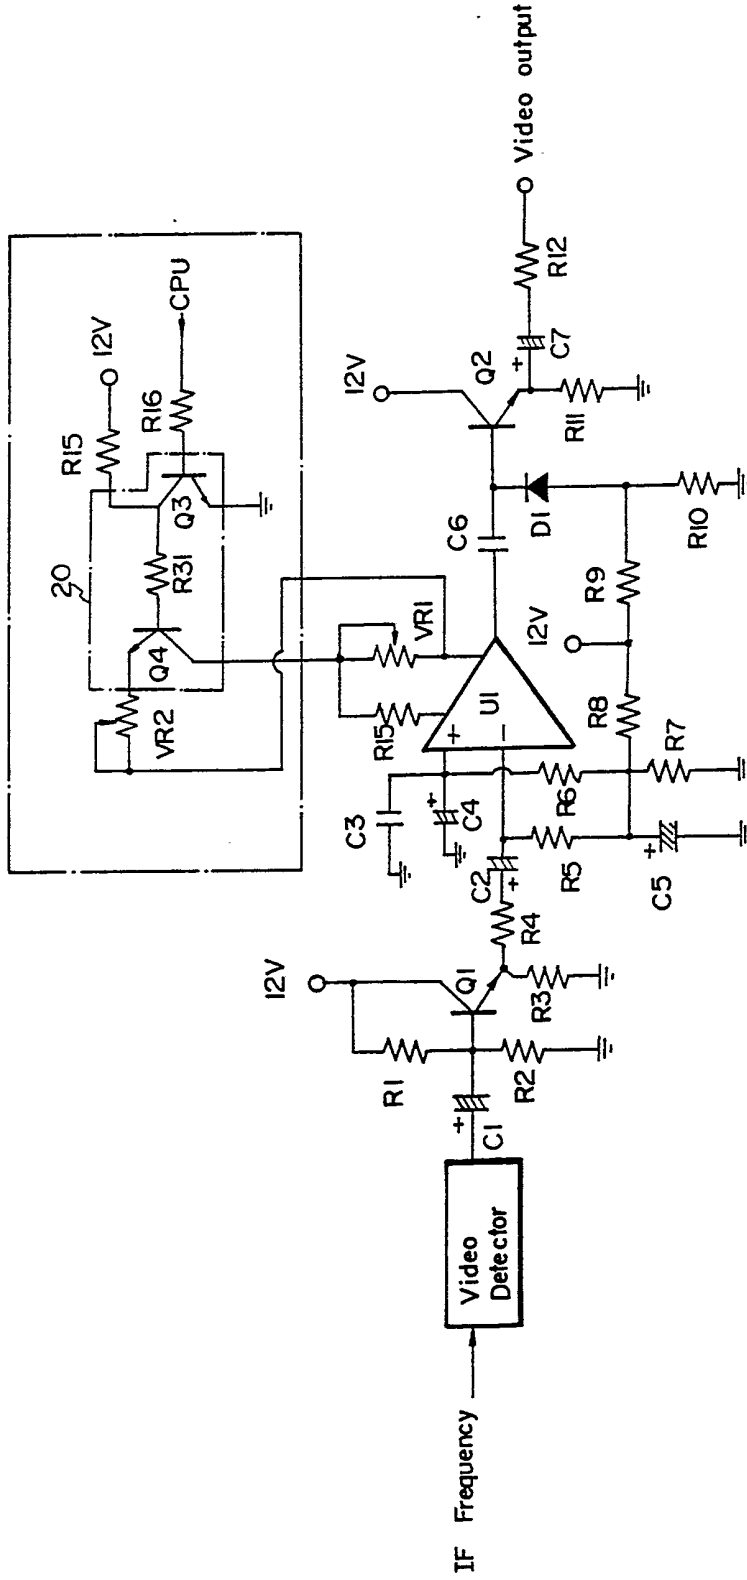 20
R15
12V
R16
CPU
Q3
R31
Q4
VR2
VR1
R15
12V
Q2
C6
C7
R12
Video output
R11
D1
U1
+
−
C3
+
C4
R6
12V
R8
R9
R10
R7
R5
+
C5
C2
+
R4
12V
Q1
R3
R1
R2
+
C1
Video
Detector
IF Frequency